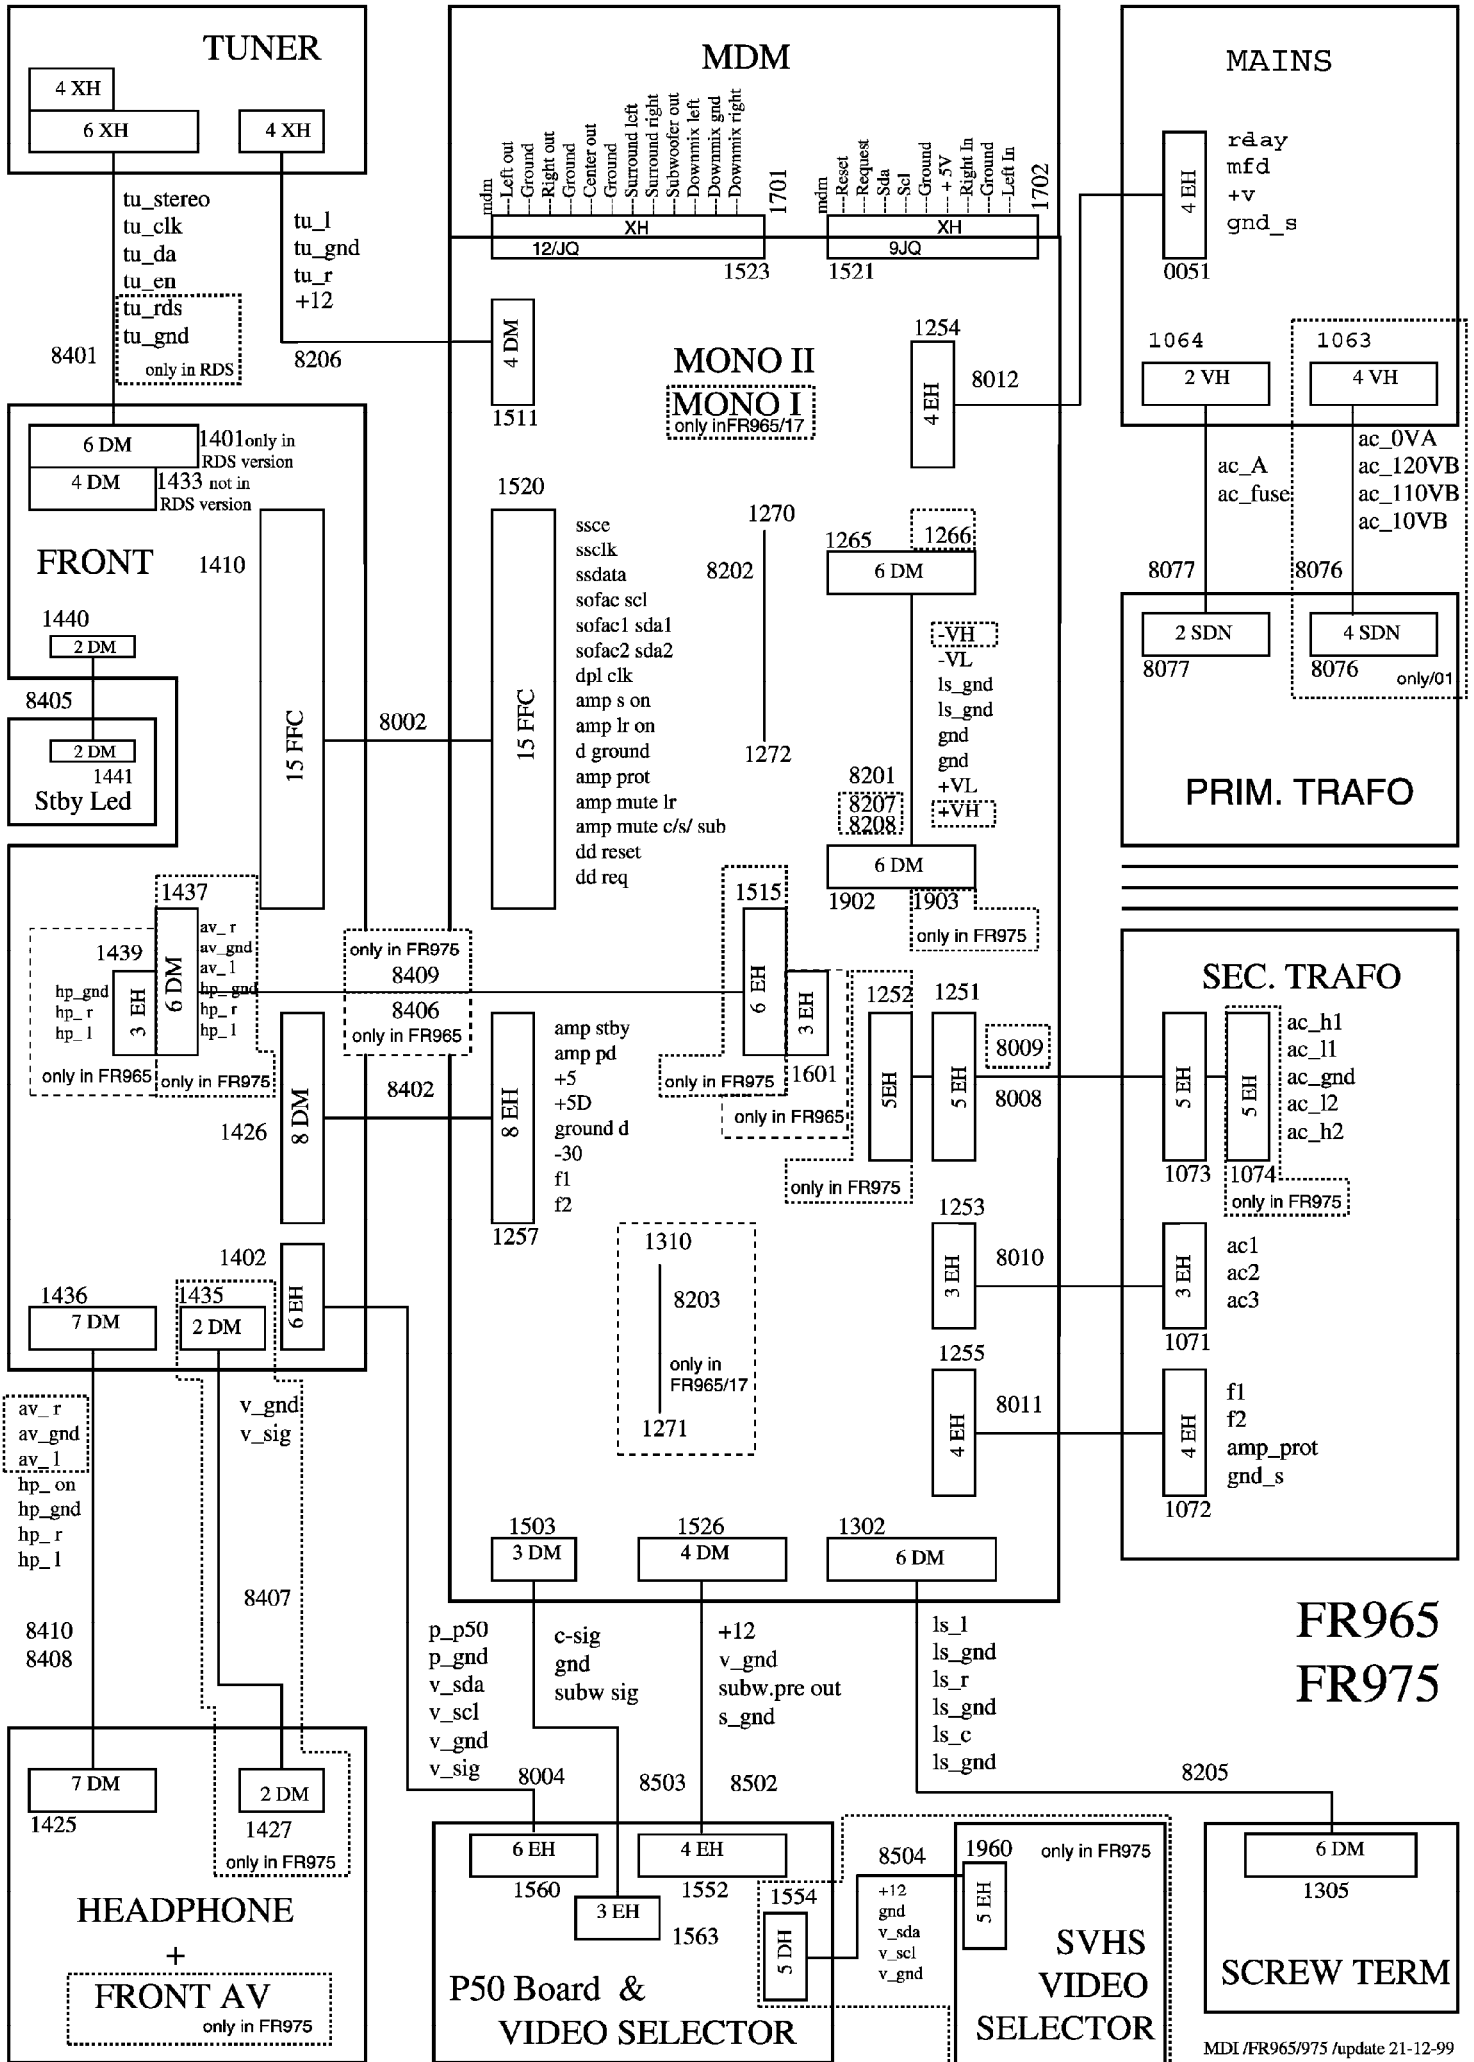 TUNER
4 XH
6 XH
4 XH
tu_stereo
tu_clk
tu_da
tu_en
tu_rds
tu_gnd
only in RDS
8401
tu_l
tu_gnd
tu_r
+12
8206
MDM
mdm
Left out
Ground
Right out
Ground
Center out
Ground
Surround left
Surround right
Subwoofer out
Downmix left
Downmix gnd
Downmix right
1701
XH
12/JQ
1523
mdm
Reset
Request
Sda
Scl
Ground
+ 5V
Right In
Ground
Left In
1702
XH
9JQ
1521
MAINS
4 EH
0051
rday
mfd
+v
gnd_s
1064
2 VH
1063
4 VH
ac_A
ac_fuse
ac_0VA
ac_120VB
ac_110VB
ac_10VB
8077
8076
2 SDN
8077
4 SDN
8076
only/01
PRIM. TRAFO
4 DM
1511
MONO II
MONO I
only inFR965/17
1254
4 EH
8012
6 DM
1401 only in
RDS version
4 DM
1433 not in
RDS version
FRONT
1410
15 FFC
1440
2 DM
8405
2 DM
1441
Stby Led
8002
1520
15 FFC
ssce
ssclk
ssdata
sofac scl
sofac1 sda1
sofac2 sda2
dpl clk
amp s on
amp lr on
d ground
amp prot
amp mute lr
amp mute c/s/ sub
dd reset
dd req
1270
8202
1272
1265
1266
6 DM
-VH
-VL
ls_gnd
ls_gnd
gnd
gnd
+VL
+VH
8201
8207
8208
6 DM
1902
1903
only in FR975
1437
6 DM
av_ r
av_gnd
av_ l
hp_ gnd
hp_ r
hp_ l
1439
3 EH
hp_gnd
hp_ r
hp_ l
only in FR965
only in FR975
only in FR975
8409
8406
only in FR965
1515
6 EH
3 EH
1601
only in FR975
only in FR965
1252
5EH
only in FR975
1251
5 EH
8009
8008
SEC. TRAFO
5 EH
1073
5 EH
1074
only in FR975
ac_h1
ac_l1
ac_gnd
ac_l2
ac_h2
1426
8 DM
8402
8 EH
1257
amp stby
amp pd
+5
+5D
ground d
-30
f1
f2
1310
8203
only in
FR965/17
1271
1253
3 EH
8010
3 EH
1071
ac1
ac2
ac3
1255
4 EH
8011
4 EH
1072
f1
f2
amp_prot
gnd_s
1402
6 EH
1436
7 DM
1435
2 DM
av_ r
av_gnd
av_ l
hp_ on
hp_gnd
hp_ r
hp_ l
v_gnd
v_sig
8407
8410
8408
1503
3 DM
1526
4 DM
1302
6 DM
p_p50
p_gnd
v_sda
v_scl
v_gnd
v_sig
c-sig
gnd
subw sig
+12
v_gnd
subw.pre out
s_gnd
ls_l
ls_gnd
ls_r
ls_gnd
ls_c
ls_gnd
FR965
FR975
8004
8503
8502
8205
7 DM
1425
2 DM
1427
only in FR975
HEADPHONE
+
FRONT AV
only in FR975
6 EH
1560
4 EH
1552
3 EH
1563
1554
5 DH
P50 Board &
VIDEO SELECTOR
8504
+12
gnd
v_sda
v_scl
v_gnd
1960
5 EH
only in FR975
SVHS
VIDEO
SELECTOR
6 DM
1305
SCREW TERM
MDI /FR965/975 /update 21-12-99